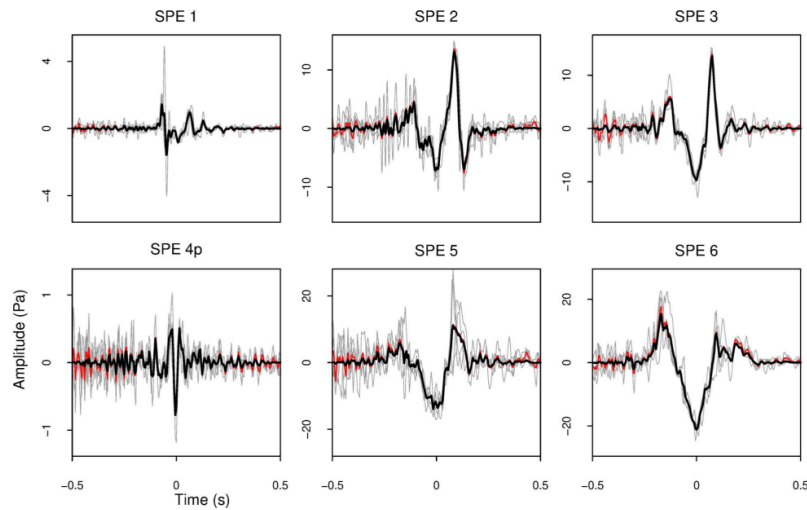 SPE 1 SPE 2 SPE 3
4 0 −4
10 0 −10
10 0 −10
SPE 4p SPE 5 SPE 6
Amplitude (Pa)
1 0 −1
20 0 −20
20 0 −20
−0.5 0 0.5 −0.5 0 0.5 −0.5 0 0.5
Time (s)